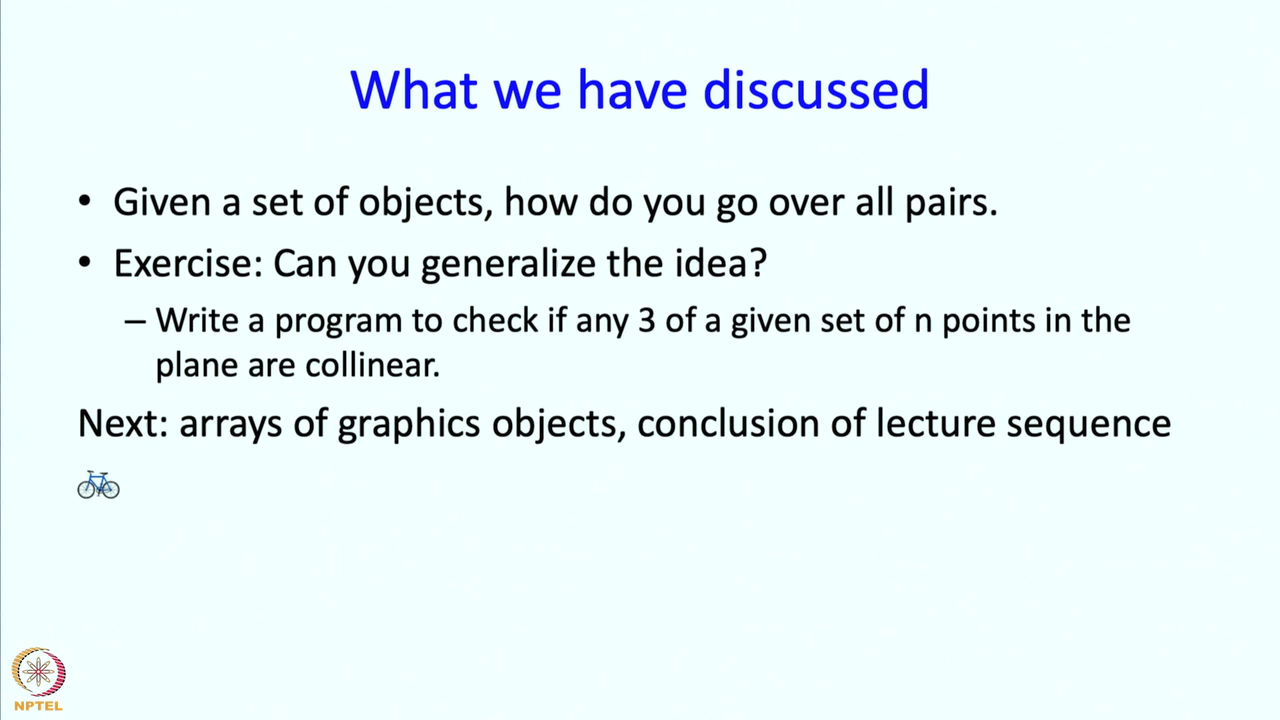 What we have discussed
• Given a set of objects, how do you go over all pairs.
• Exercise: Can you generalize the idea?
– Write a program to check if any 3 of a given set of n points in the
plane are collinear.
Next: arrays of graphics objects, conclusion of lecture sequence
NPTEL